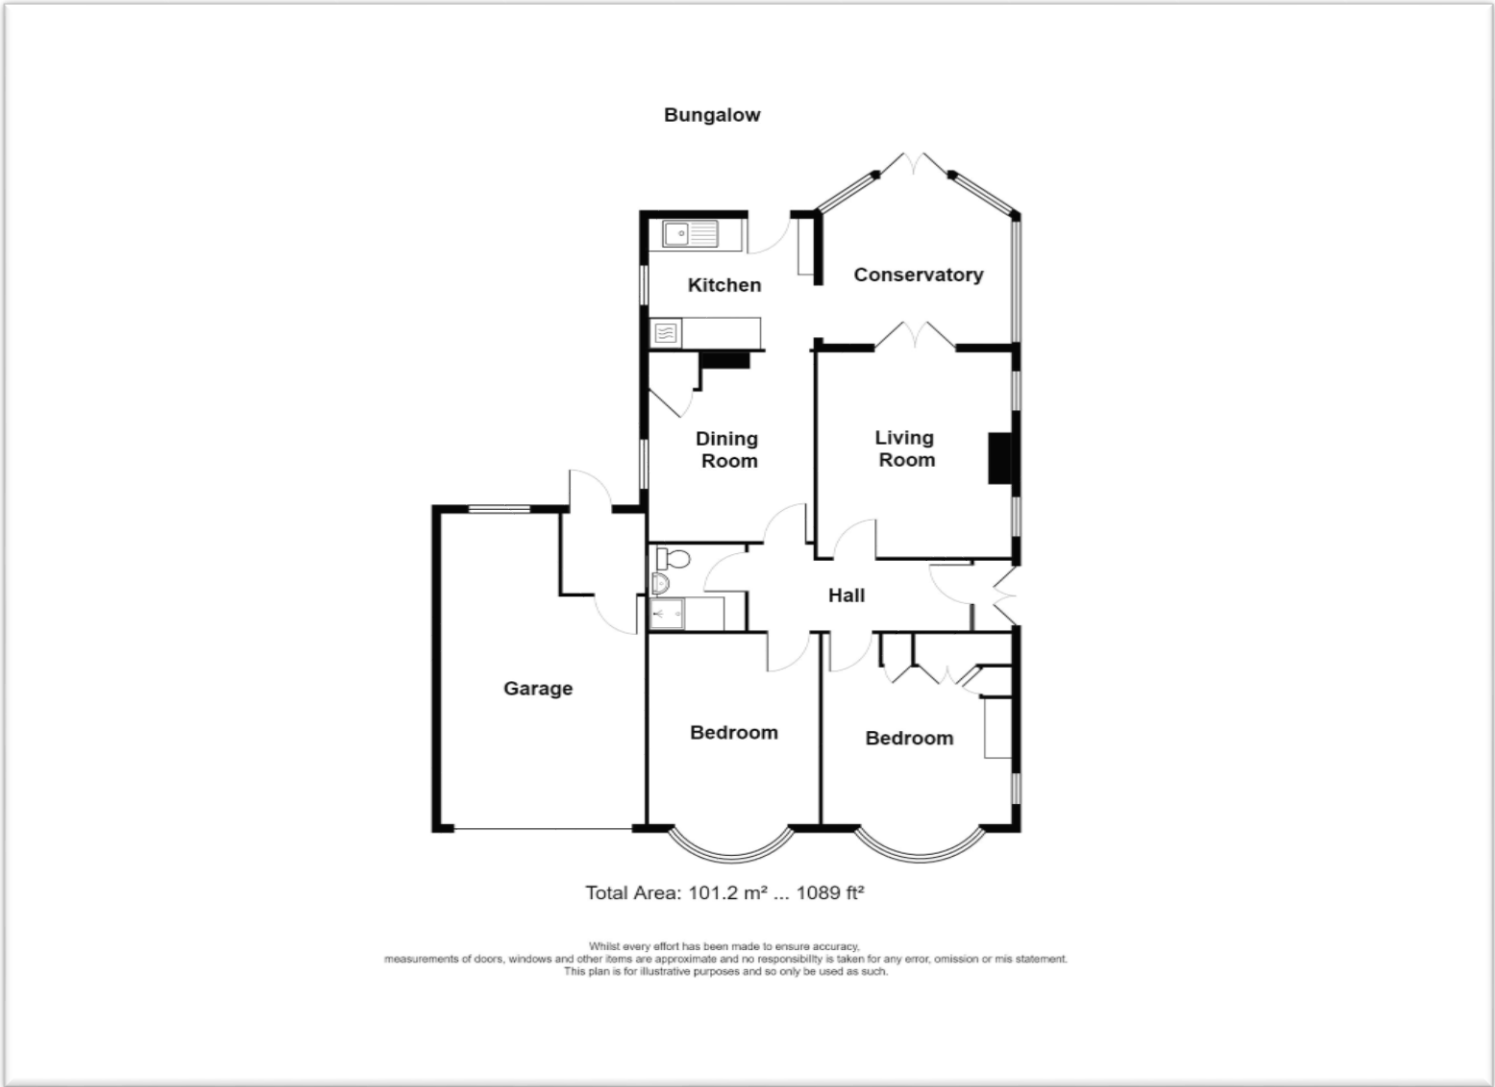 Bungalow
Conservatory
Kitchen
Dining
Room
Living
Room
Hall
Garage
Bedroom
Bedroom
Total Area: 101.2 m² ... 1089 ft²
Whilst every effort has been made to ensure accuracy,
measurements of doors, windows and other items are approximate and no responsibility is taken for any error, omission or mis statement.
This plan is for illustrative purposes and so only be used as such.